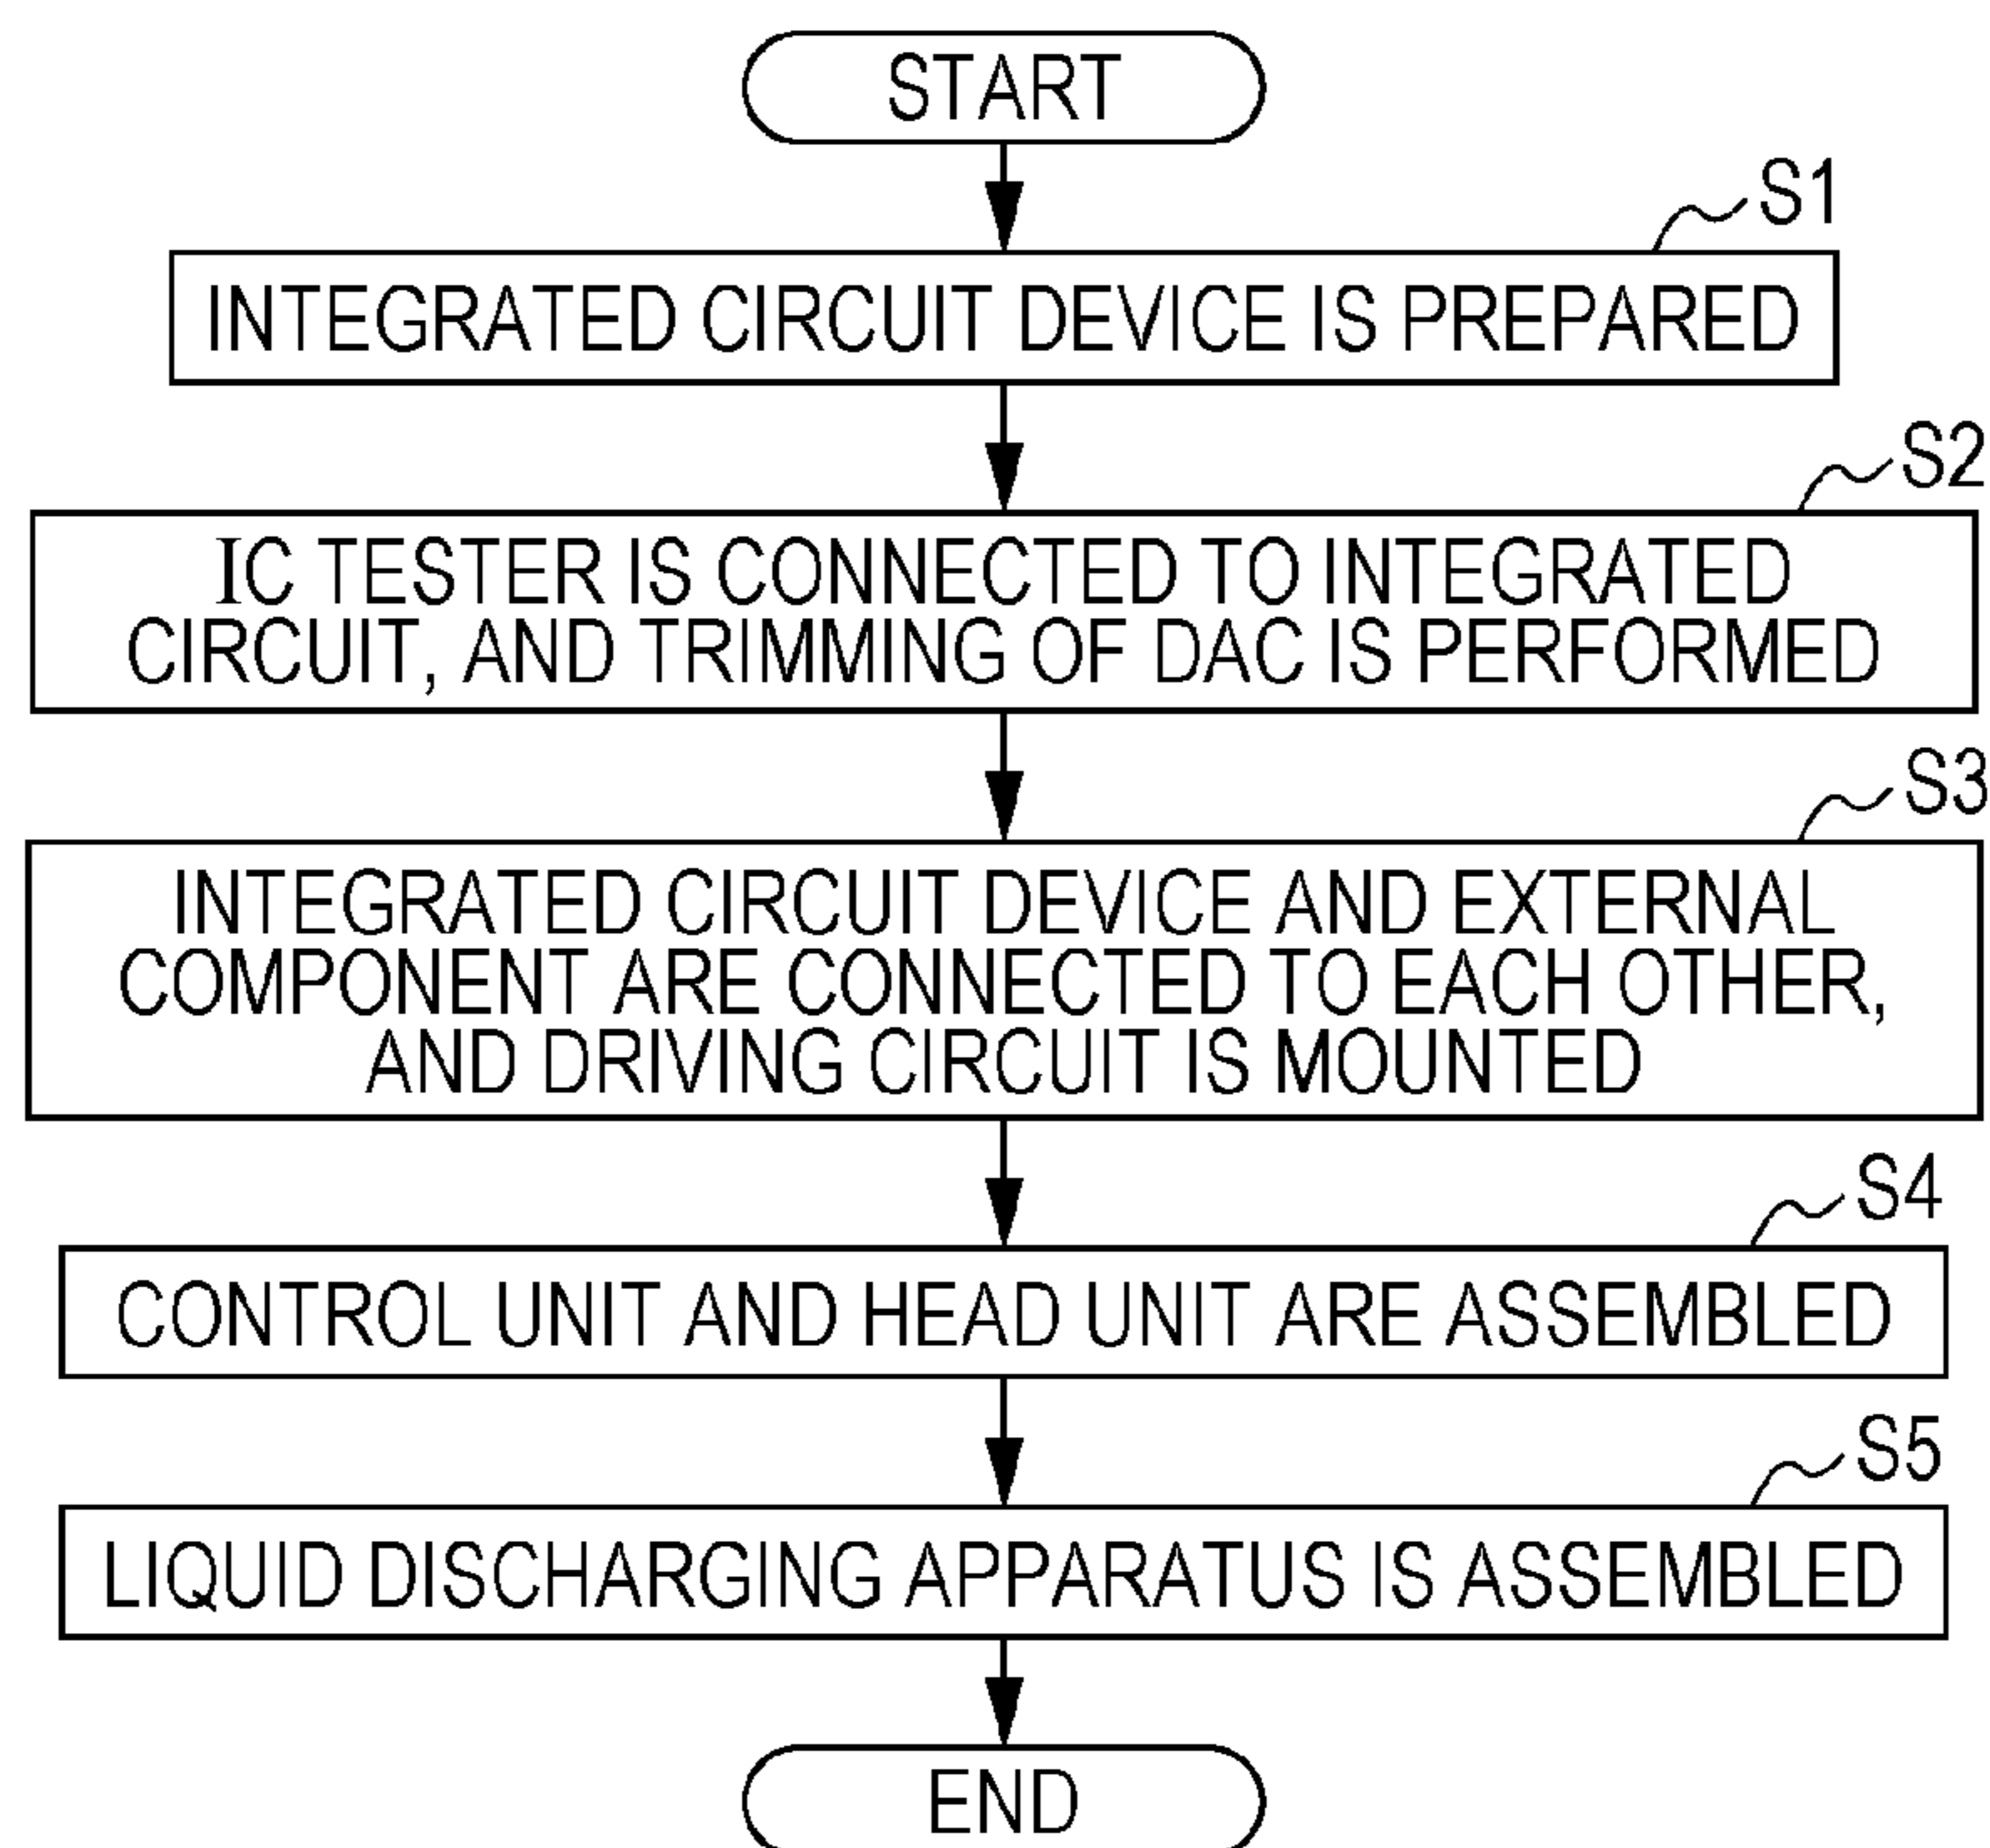 START
S1
INTEGRATED CIRCUIT DEVICE IS PREPARED
S2
IC TESTER IS CONNECTED TO INTEGRATED
CIRCUIT, AND TRIMMING OF DAC IS PERFORMED
S3
INTEGRATED CIRCUIT DEVICE AND EXTERNAL
COMPONENT ARE CONNECTED TO EACH OTHER,
AND DRIVING CIRCUIT IS MOUNTED
S4
CONTROL UNIT AND HEAD UNIT ARE ASSEMBLED
S5
LIQUID DISCHARGING APPARATUS IS ASSEMBLED
END